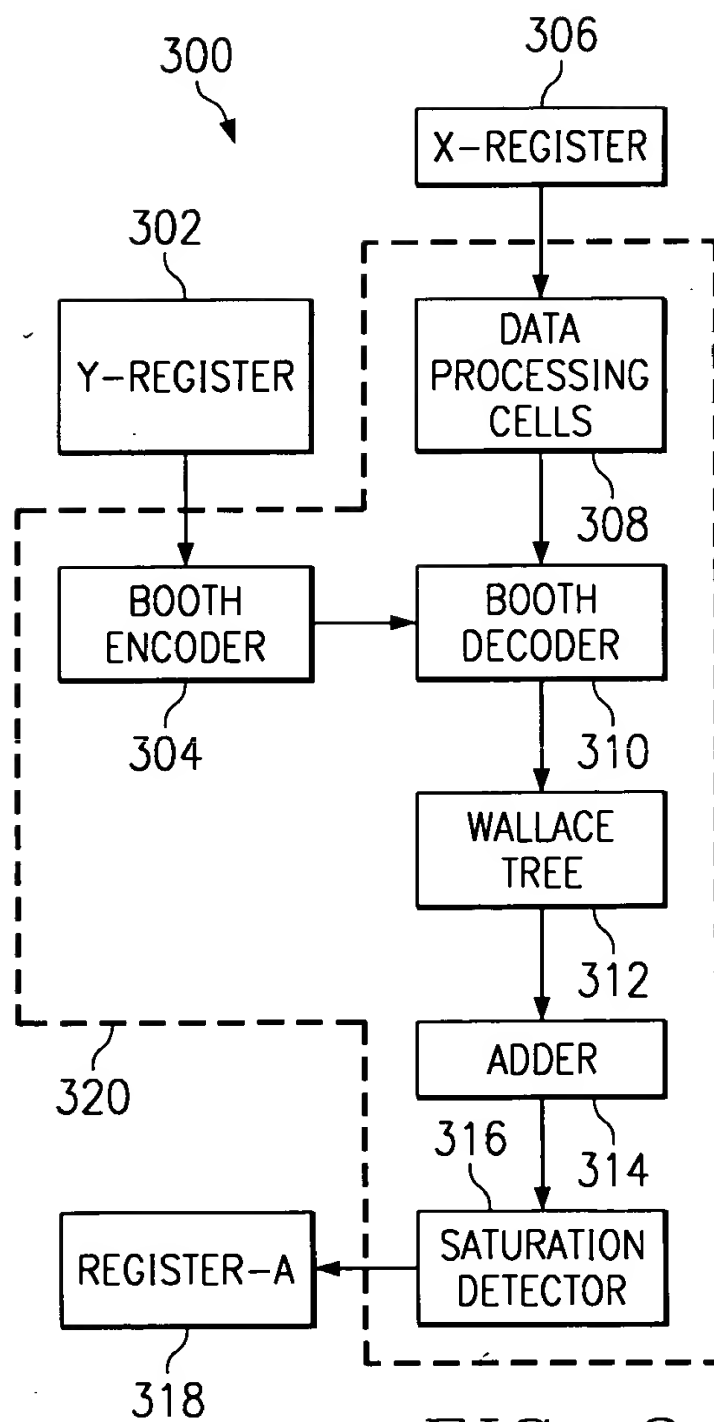 300
306
X-REGISTER
302
Y-REGISTER
DATA
PROCESSING
CELLS
308
BOOTH
ENCODER
304
BOOTH
DECODER
310
WALLACE
TREE
312
320
ADDER
314
316
SATURATION
DETECTOR
REGISTER-A
318